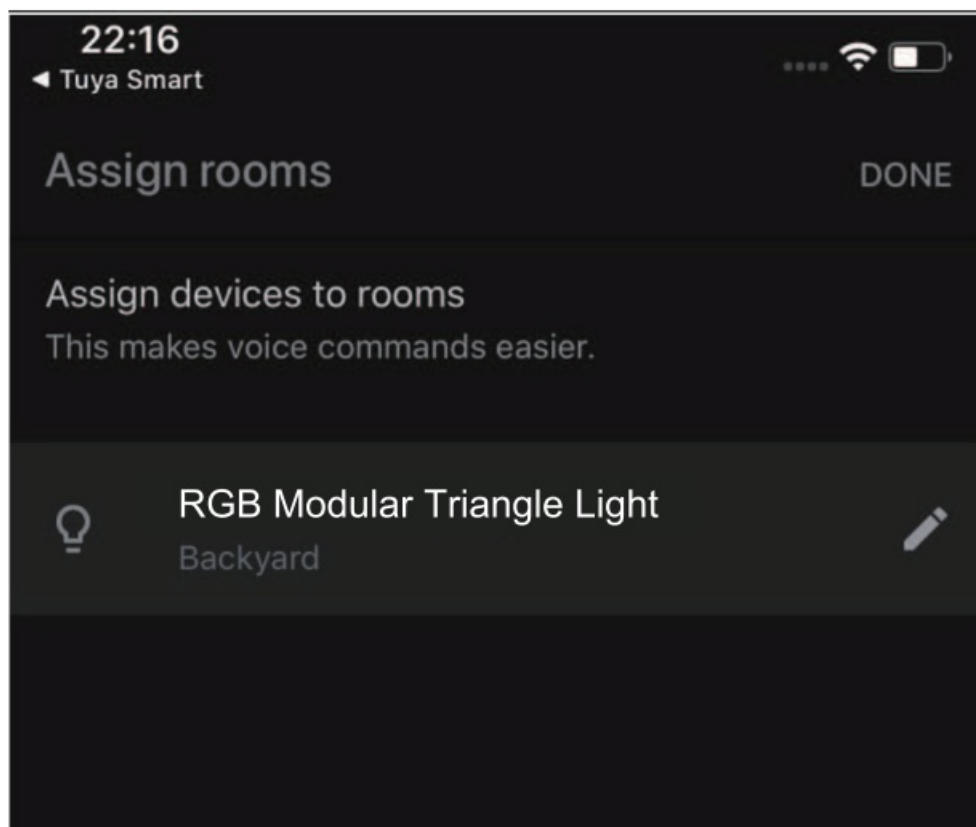 22:16
◀ Tuya Smart
Assign rooms
DONE
Assign devices to rooms
This makes voice commands easier.
RGB Modular Triangle Light
Backyard